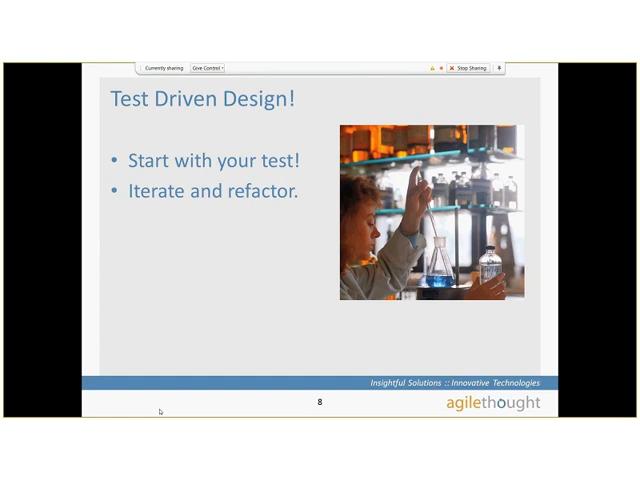 Currently sharing Give Control Stop Sharing
Test Driven Design!
• Start with your test!
• Iterate and refactor.
Insightful Solutions :: Innovative Technologies
8
agilethought